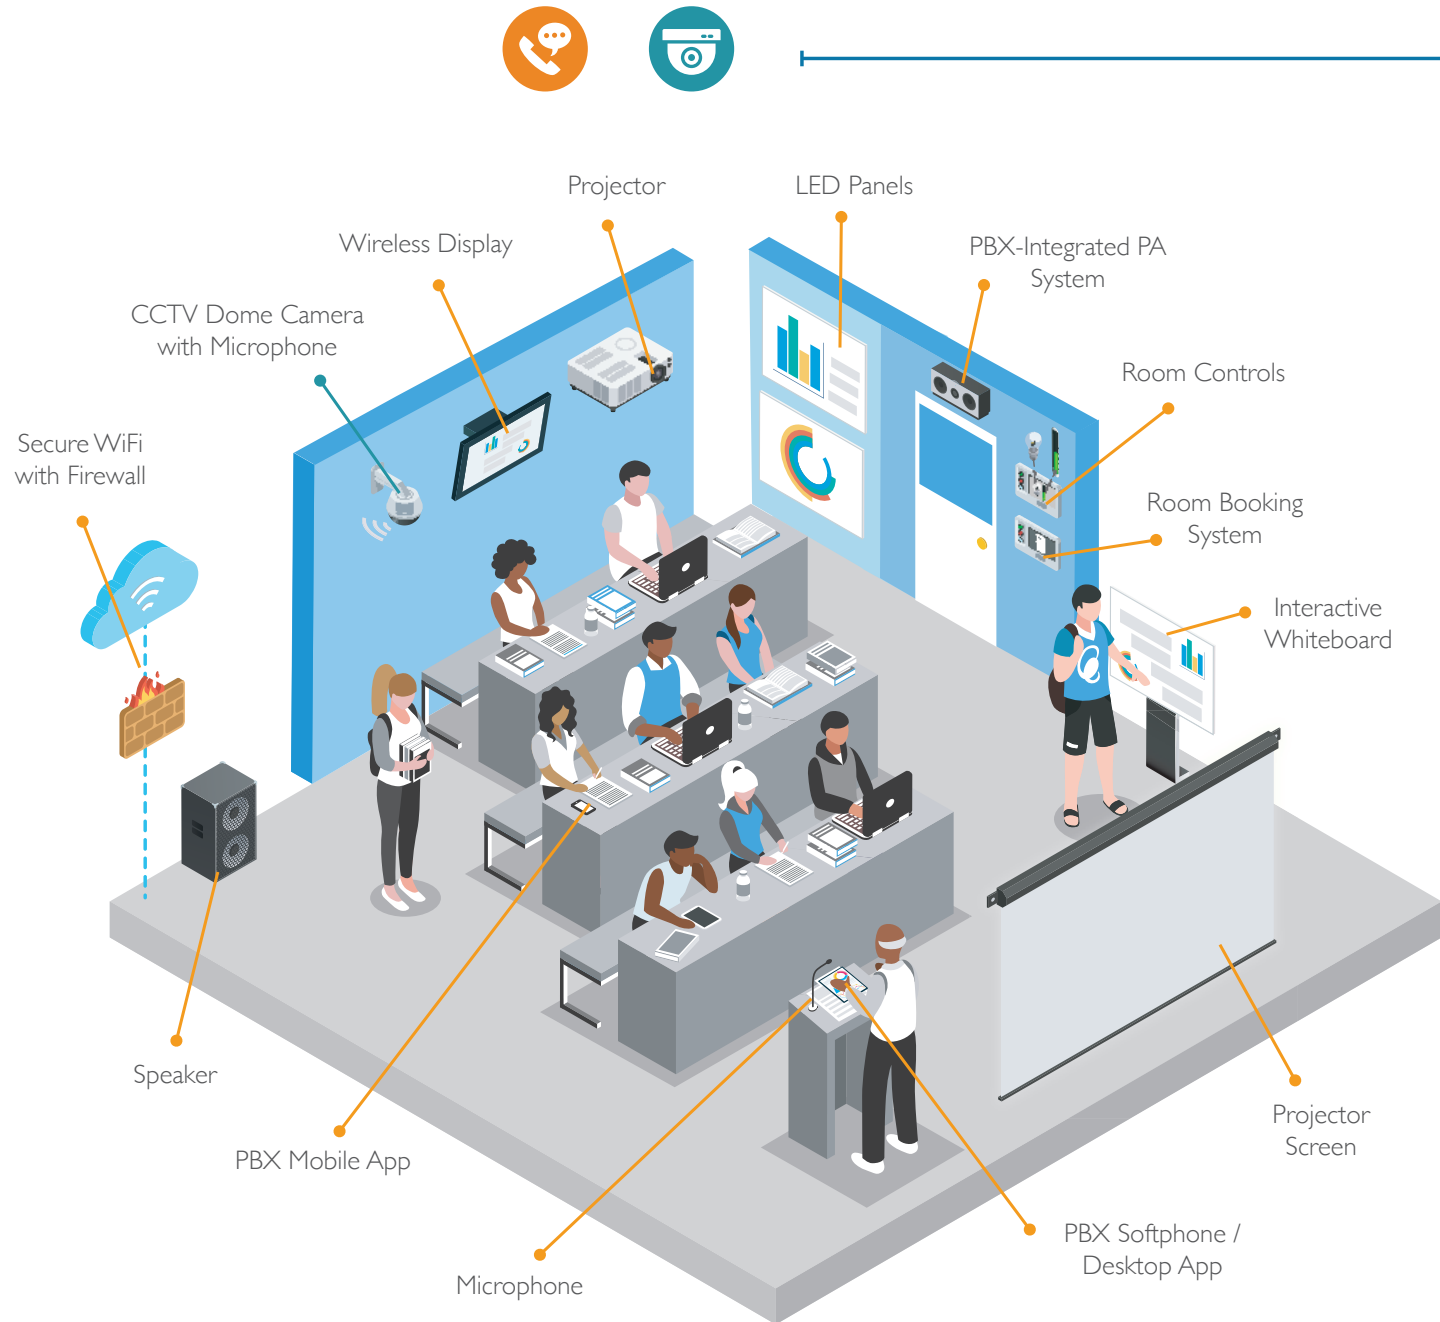 Projector
LED Panels
Wireless Display
PBX-Integrated PA
System
CCTV Dome Camera
with Microphone
Room Controls
Secure WiFi
with Firewall
Room Booking
System
Interactive
Whiteboard
Speaker
Projector
Screen
PBX Mobile App
PBX Softphone /
Desktop App
Microphone